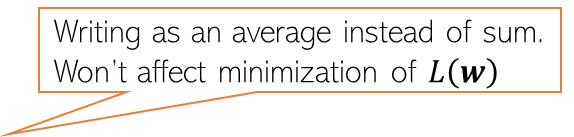 Writing as an average instead of sum.
Won't affect minimization of L(w)